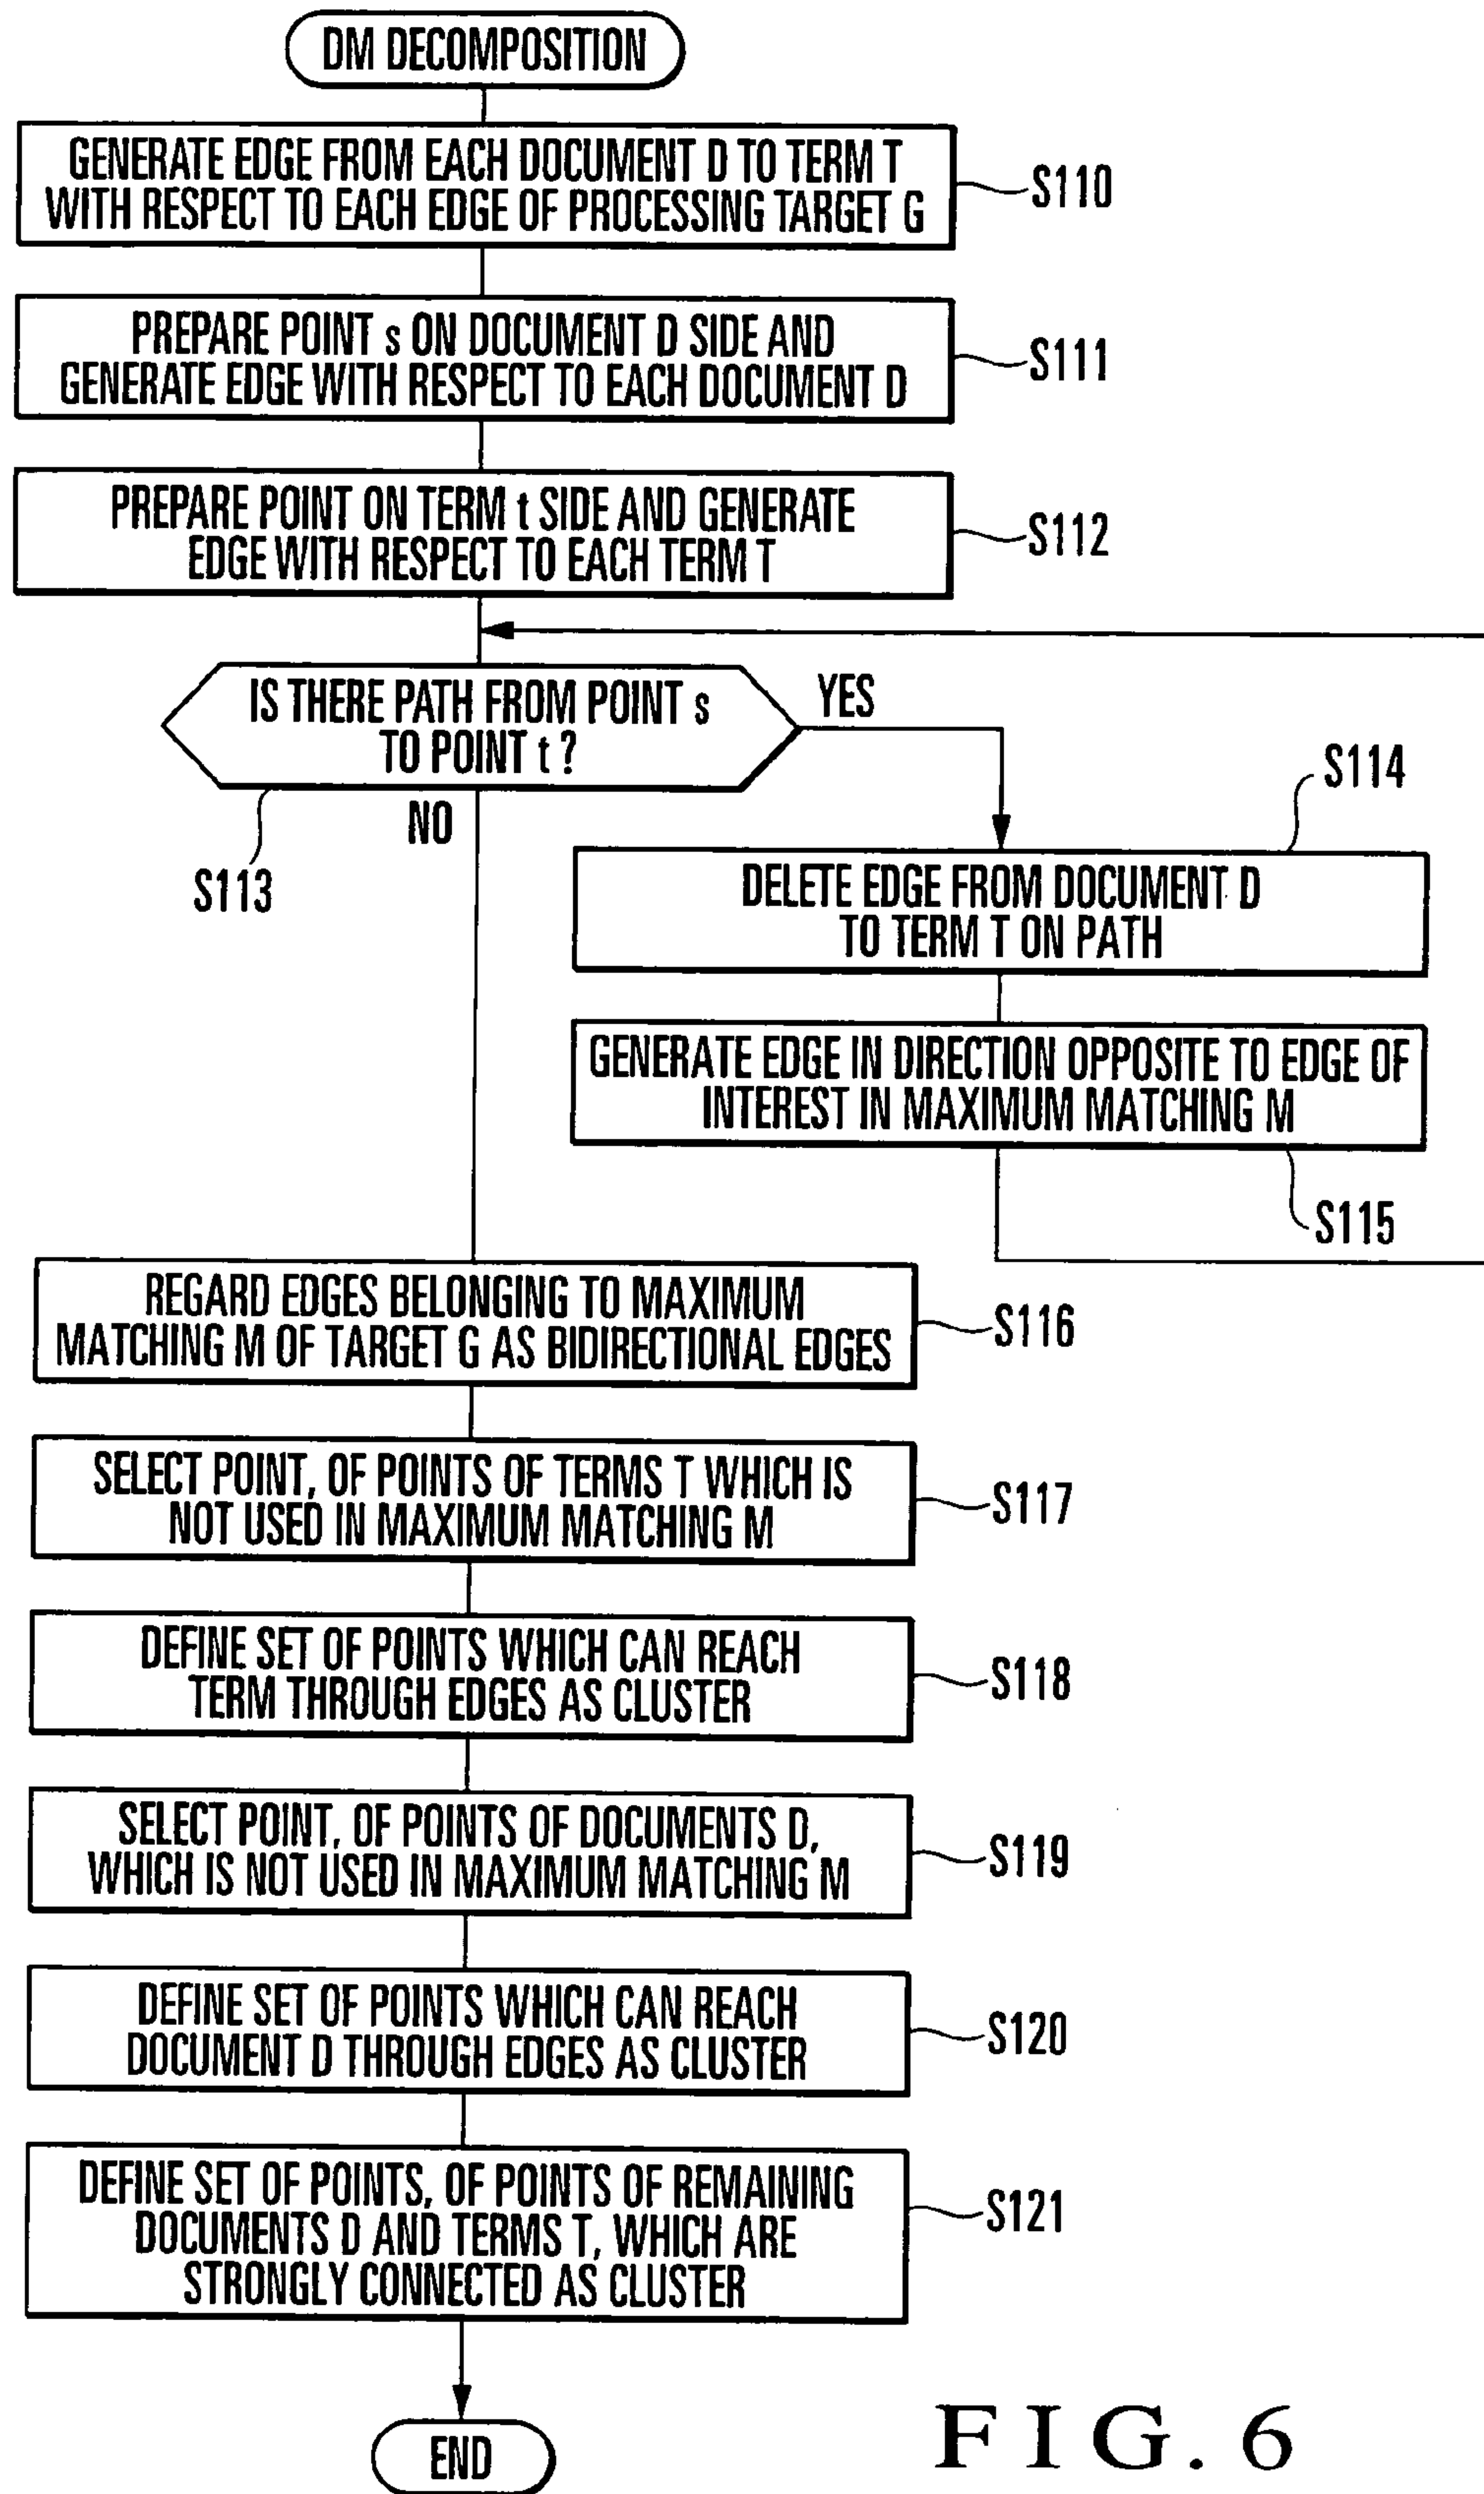 DM DECOMPOSITION
GENERATE EDGE FROM EACH DOCUMENT D TO TERM T
WITH RESPECT TO EACH EDGE OF PROCESSING TARGET G
S110
PREPARE POINT s ON DOCUMENT D SIDE AND
GENERATE EDGE WITH RESPECT TO EACH DOCUMENT D
S111
PREPARE POINT ON TERM t SIDE AND GENERATE
EDGE WITH RESPECT TO EACH TERM T
S112
IS THERE PATH FROM POINT s
TO POINT t ?
YES
NO
S113
S114
DELETE EDGE FROM DOCUMENT D
TO TERM T ON PATH
GENERATE EDGE IN DIRECTION OPPOSITE TO EDGE OF
INTEREST IN MAXIMUM MATCHING M
S115
REGARD EDGES BELONGING TO MAXIMUM
MATCHING M OF TARGET G AS BIDIRECTIONAL EDGES
S116
SELECT POINT, OF POINTS OF TERMS T WHICH IS
NOT USED IN MAXIMUM MATCHING M
S117
DEFINE SET OF POINTS WHICH CAN REACH
TERM THROUGH EDGES AS CLUSTER
S118
SELECT POINT, OF POINTS OF DOCUMENTS D,
WHICH IS NOT USED IN MAXIMUM MATCHING M
S119
DEFINE SET OF POINTS WHICH CAN REACH
DOCUMENT D THROUGH EDGES AS CLUSTER
S120
DEFINE SET OF POINTS, OF POINTS OF REMAINING
DOCUMENTS D AND TERMS T, WHICH ARE
STRONGLY CONNECTED AS CLUSTER
S121
END
FIG. 6